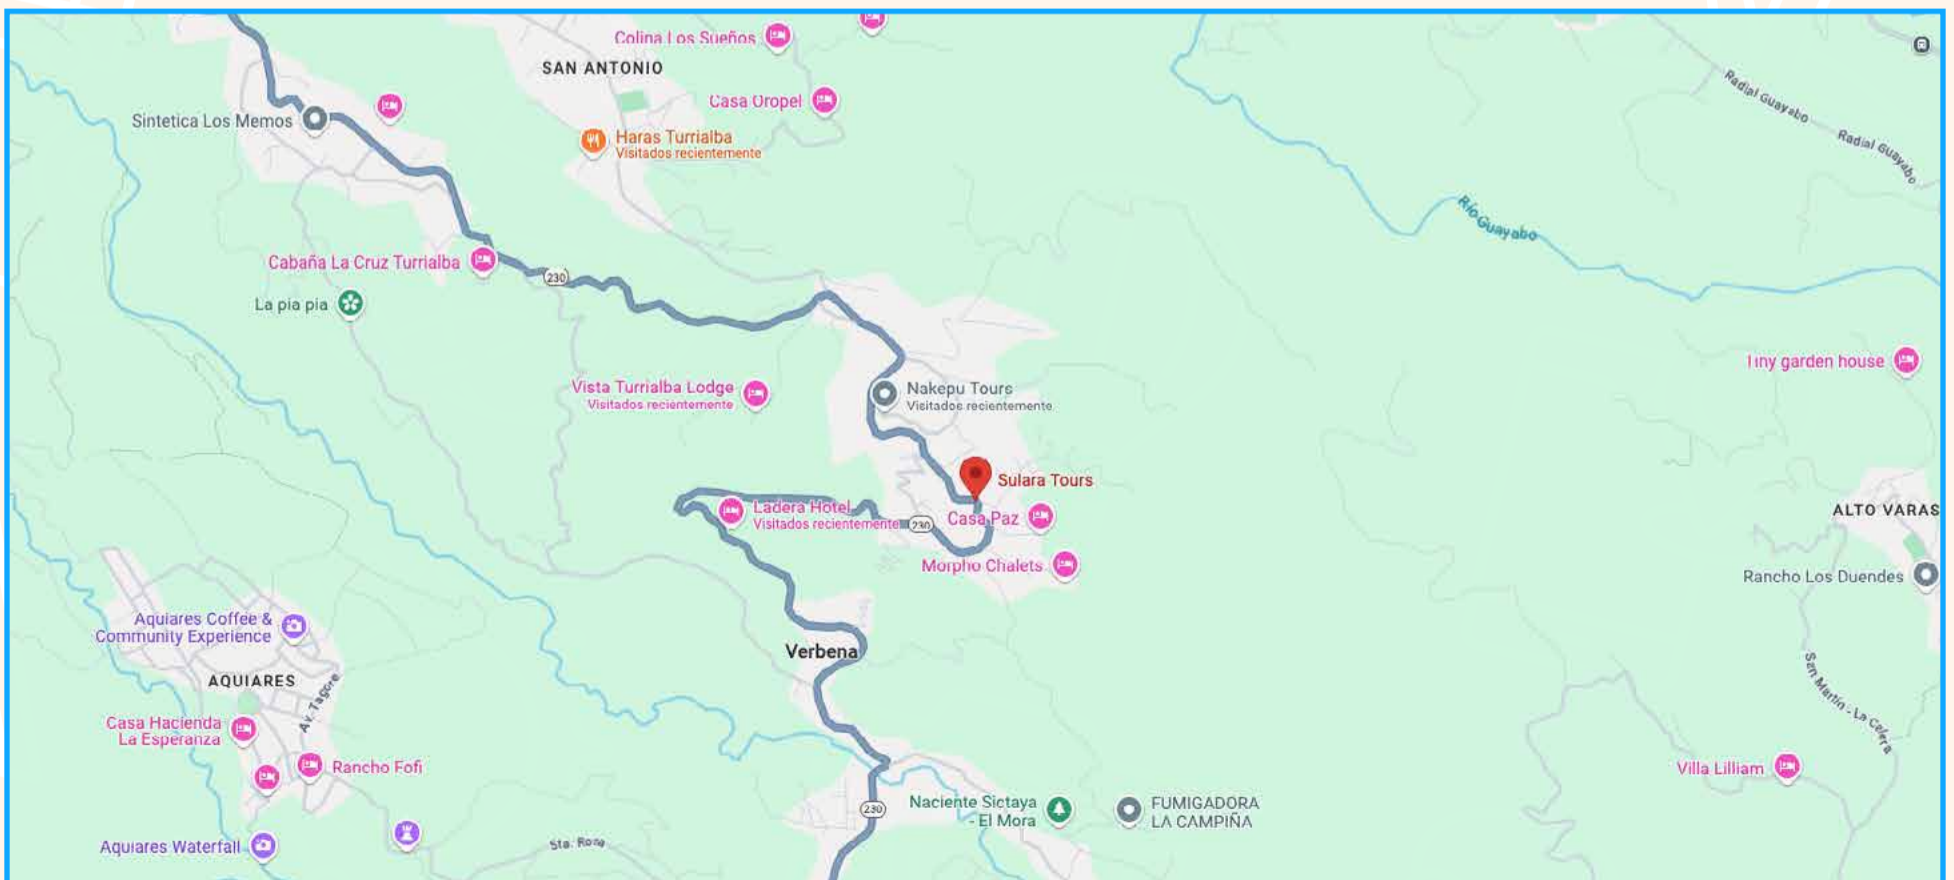 Colina Los Sueños
SAN ANTONIO
Casa Oropel
Sintetica Los Memos
Haras Turrialba
Visitados recientemente
Radial Guayabo
Radial Guayabo
Río Guayabo
Cabaña La Cruz Turrialba
230
La pia pia
Tiny garden house
Vista Turrialba Lodge
Visitados recientemente
Nakepu Tours
Visitados recientemente
Sulara Tours
Ladera Hotel
Visitados recientemente
230
Casa Paz
ALTO VARAS
Morpho Chalets
Rancho Los Duendes
Aquiares Coffee &
Community Experience
Verbena
AQUIARES
Av. Tagore
San Martín - La Calera
Casa Hacienda
La Esperanza
Rancho Fofi
Villa Lilliam
230
Naciente Sictaya
- El Mora
FUMIGADORA
LA CAMPIÑA
Aquiares Waterfall
Sta. Rosa